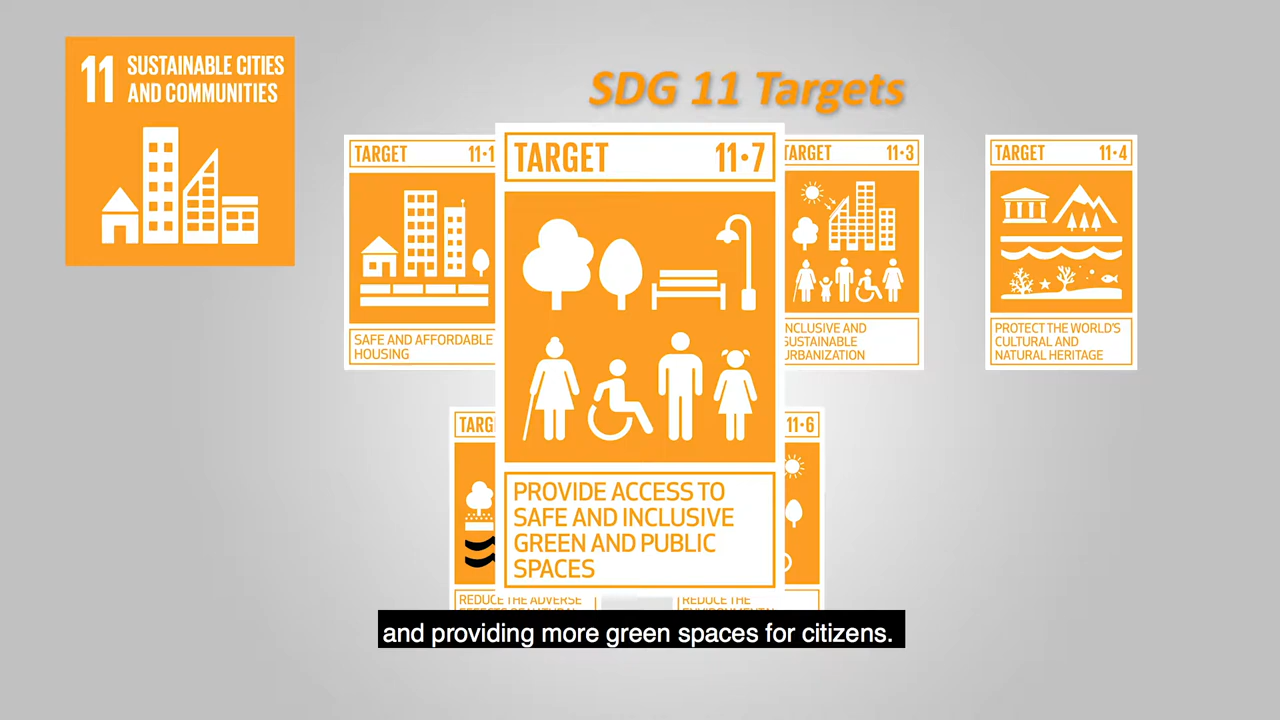 11 SUSTAINABLE CITIES
AND COMMUNITIES
SDG 11 Targets
TARGET 11·1
SAFE AND AFFORDABLE
HOUSING
TARGET 11·7
PROVIDE ACCESS TO
SAFE AND INCLUSIVE
GREEN AND PUBLIC
SPACES
TARGET 11·3
INCLUSIVE AND
SUSTAINABLE
URBANIZATION
TARGET 11·4
PROTECT THE WORLD'S
CULTURAL AND
NATURAL HERITAGE
TARG
REDUCE THE ADVERSE
11·6
REDUCE THE
and providing more green spaces for citizens.